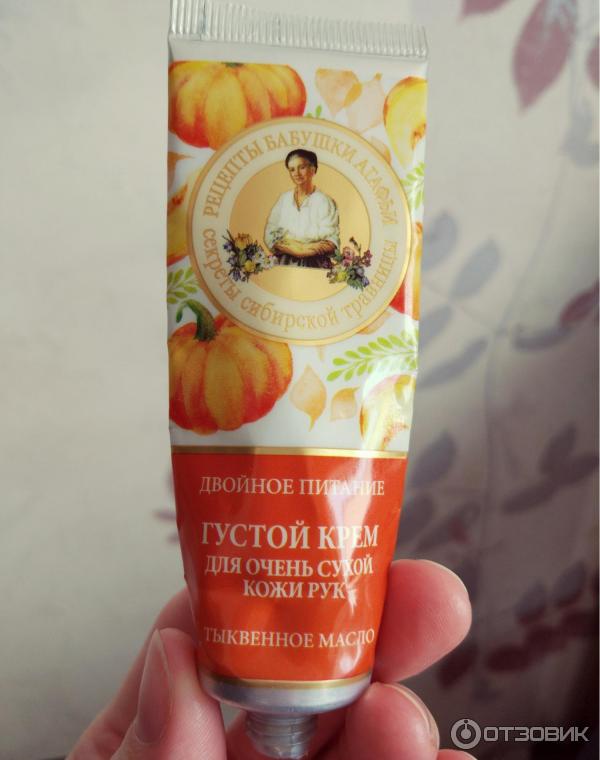 РЕЦЕПТЫ БАБУШКИ АГАФЬИ
секреты сибирской травницы
ДВОЙНОЕ ПИТАНИЕ
ГУСТОЙ КРЕМ
ДЛЯ ОЧЕНЬ СУХОЙ
КОЖИ РУК
ТЫКВЕННОЕ МАСЛО
ОТЗОВИК